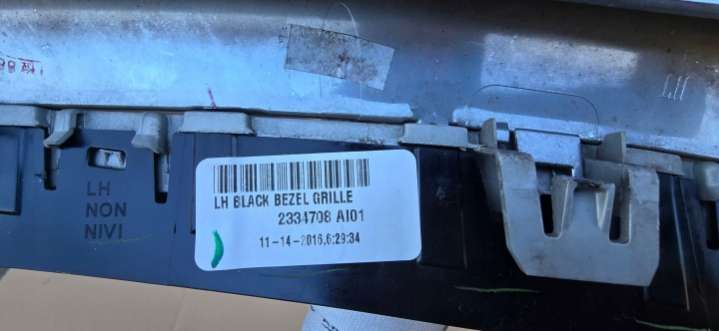 LH BLACK BEZEL GRILLE
2334708 AI01
11-14-2016,6:29:34
LH
NON
NIVI